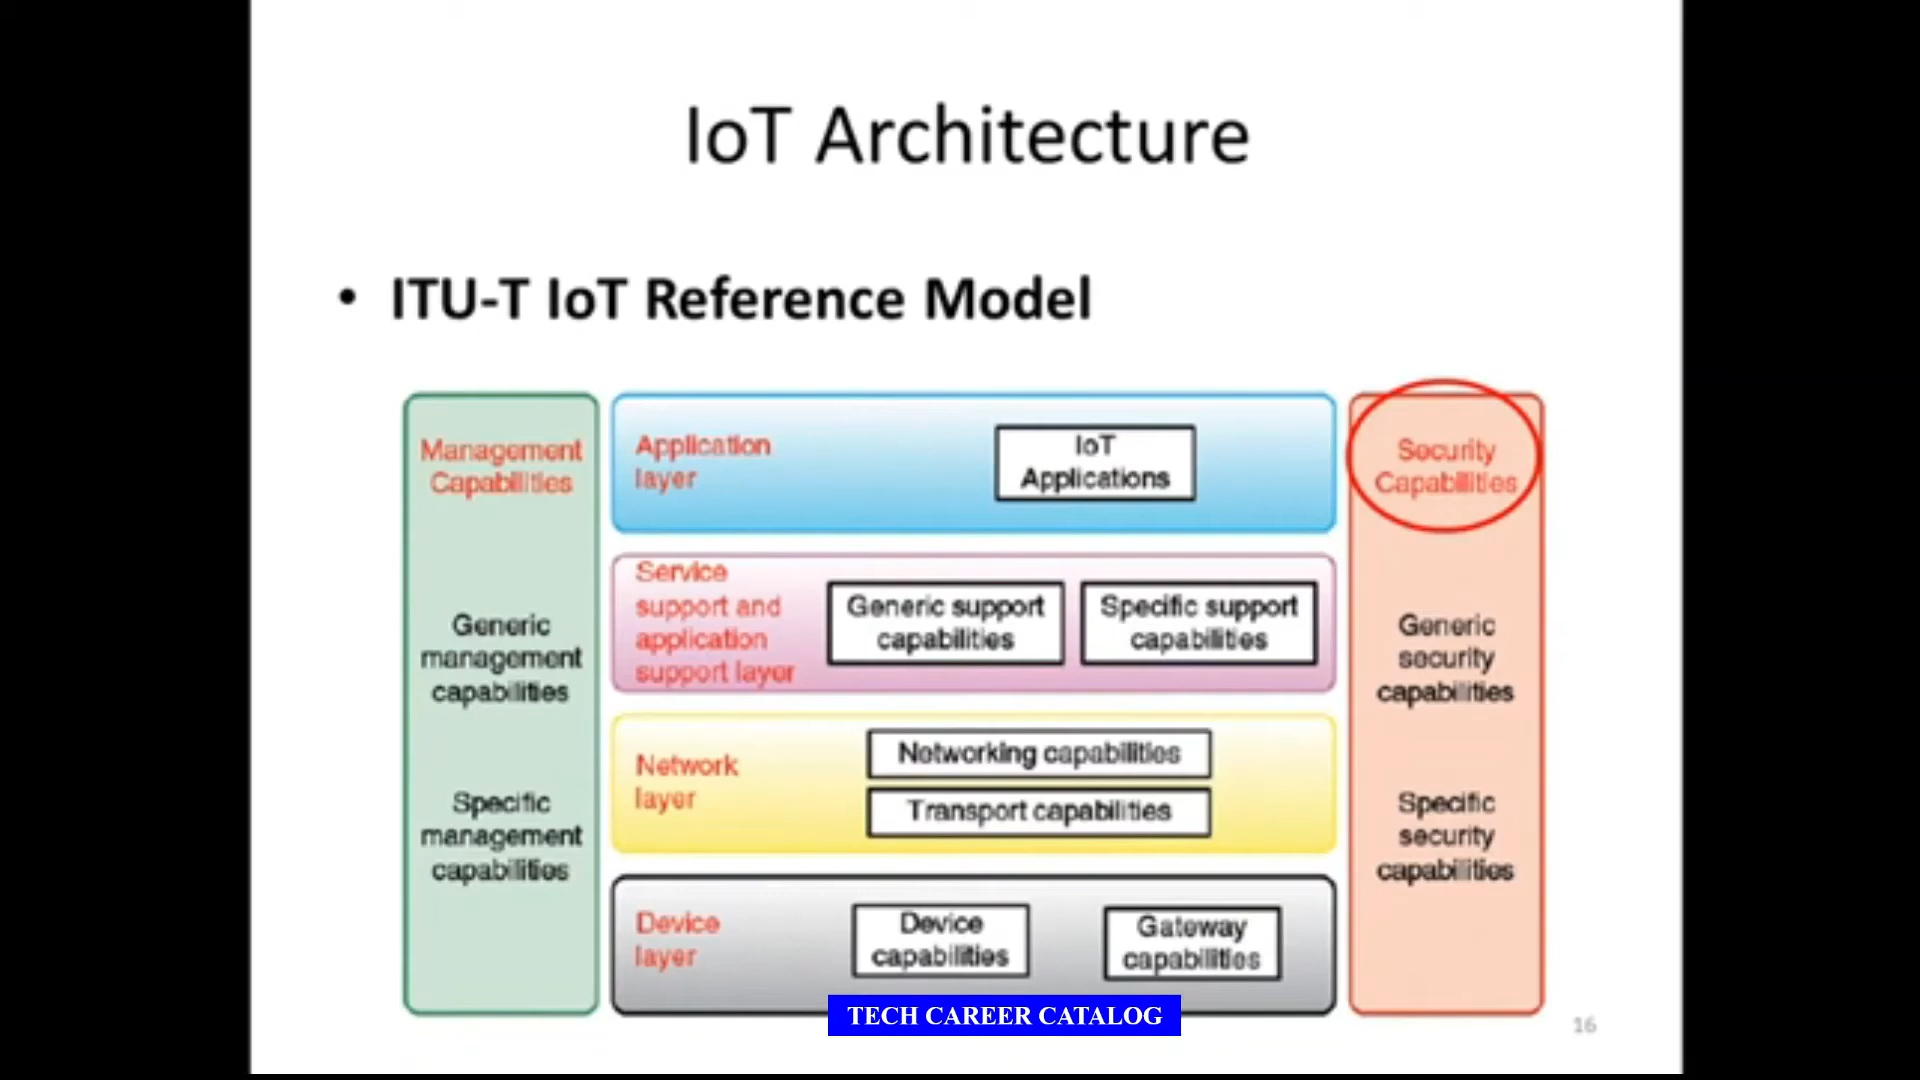 IoT Architecture
• ITU-T IoT Reference Model
Management
Capabilities
Generic
management
capabilities
Specific
management
capabilities
Application
layer
IoT
Applications
Service
support and
application
support layer
Generic support
capabilities
Specific support
capabilities
Network
layer
Networking capabilities
Transport capabilities
Device
layer
Device
capabilities
Gateway
capabilities
Security
Capabilities
Generic
security
capabilities
Specific
security
capabilities
TECH CAREER CATALOG
16